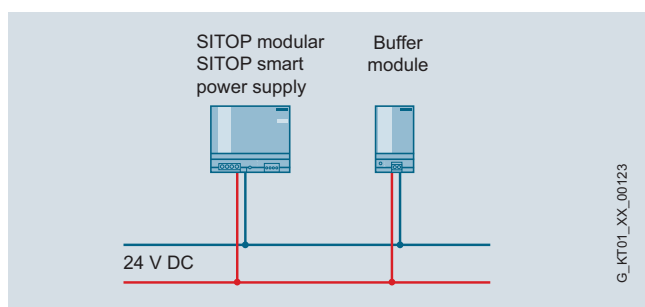 SITOP modular
SITOP smart
power supply
Buffer
module
24 V DC
G_KT01_XX_00123